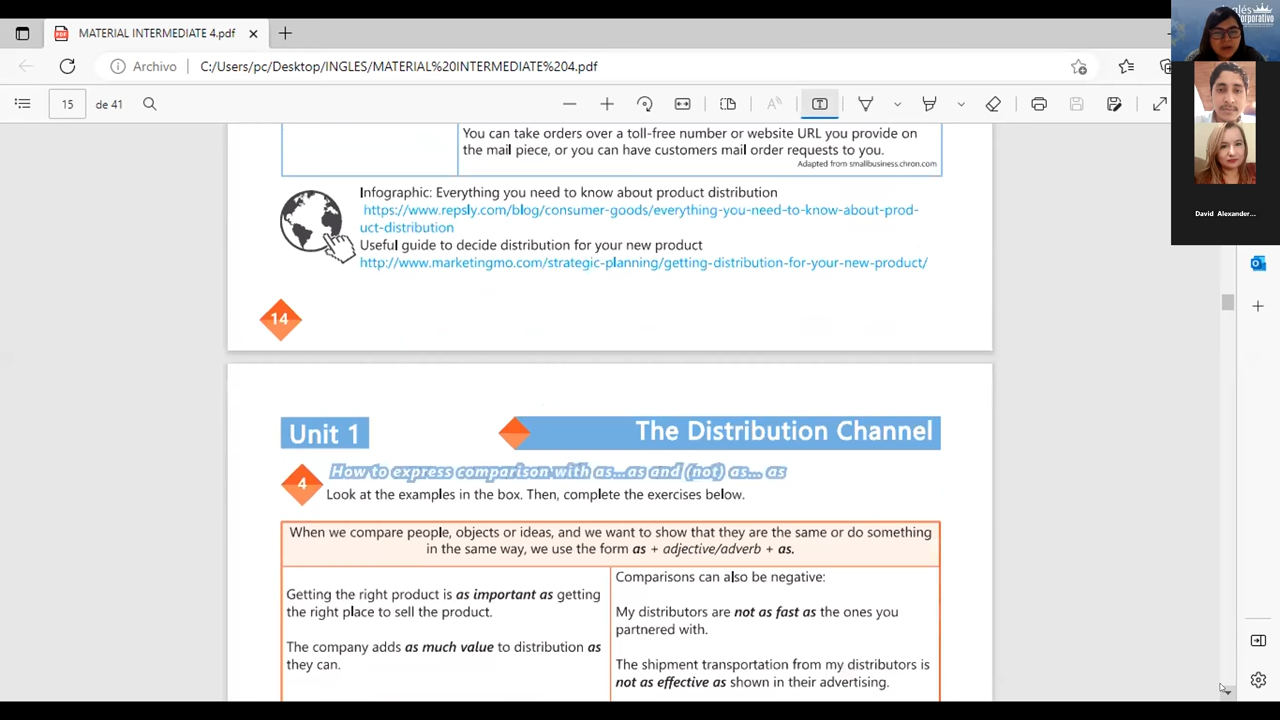 MATERIAL INTERMEDIATE 4.pdf
Archivo
C:/Users/pc/Desktop/INGLES/MATERIAL%20INTERMEDIATE%204.pdf
15 de 41
You can take orders over a toll-free number or website URL you provide on
the mail piece, or you can have customers mail order requests to you.
Adapted from smallbusiness.chron.com
Infographic: Everything you need to know about product distribution
https://www.repsly.com/blog/consumer-goods/everything-you-need-to-know-about-prod-
uct-distribution
Useful guide to decide distribution for your new product
http://www.marketingmo.com/strategic-planning/getting-distribution-for-your-new-product/
14
Unit 1
The Distribution Channel
4
How to express comparison with as...as and (not) as... as
Look at the examples in the box. Then, complete the exercises below.
When we compare people, objects or ideas, and we want to show that they are the same or do something
in the same way, we use the form as + adjective/adverb + as.
Getting the right product is as important as getting
the right place to sell the product.
The company adds as much value to distribution as
they can.
Comparisons can also be negative:
My distributors are not as fast as the ones you
partnered with.
The shipment transportation from my distributors is
not as effective as shown in their advertising.
David Alexander...